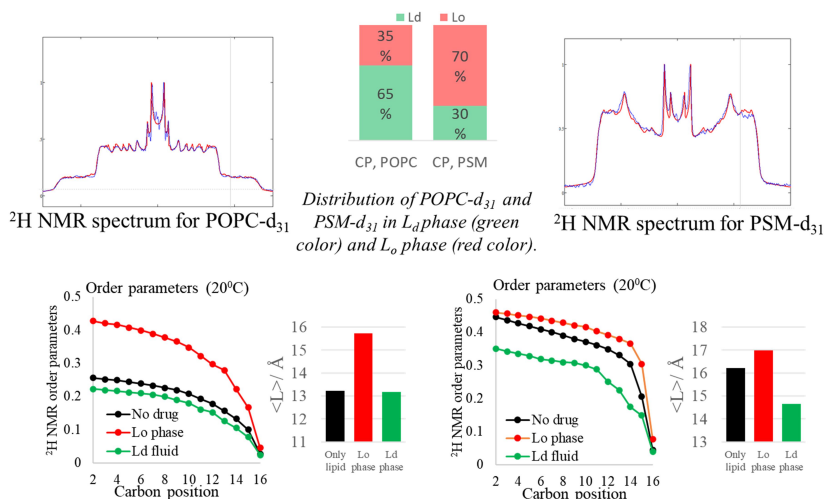 Ld Lo
35 %
65 %
70 %
30 %
CP, POPC CP, PSM
²H NMR spectrum for POPC-d₃₁
Distribution of POPC-d₃₁ and
PSM-d₃₁ in L_d phase (green
color) and L_o phase (red color).
²H NMR spectrum for PSM-d₃₁
Order parameters (20⁰C)
²H NMR order parameters
0.5
0.4
0.3
0.2
0.1
0
No drug
Lo phase
Ld fluid
2 4 6 8 10 12 14 16
Carbon position
<L>/ Å
16
15
14
13
12
11
Only lipid
Lo phase
Ld phase
Order parameters (20⁰C)
²H NMR order parameters
0.5
0.4
0.3
0.2
0.1
0
No drug
Lo phase
Ld fluid
2 4 6 8 10 12 14 16
Carbon position
<L>/ Å
18
17
16
15
14
13
Only lipid
Lo phase
Ld phase